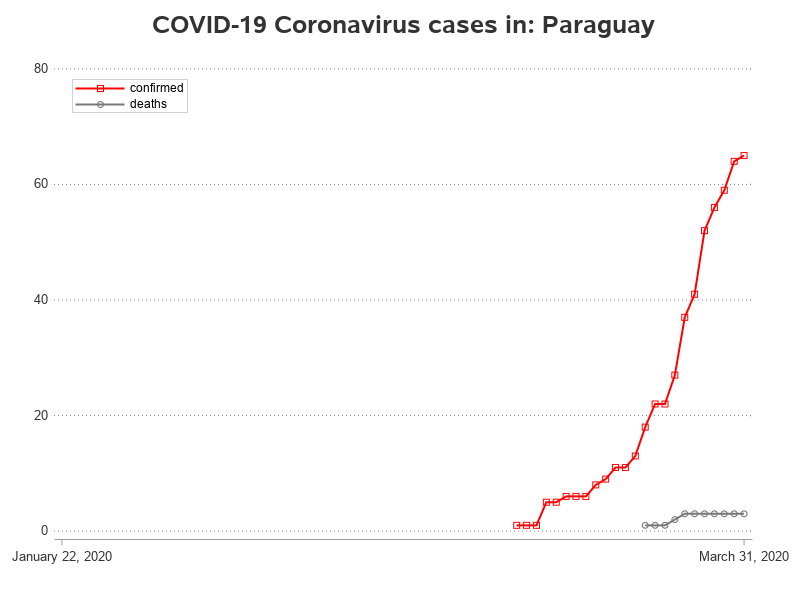 COVID-19 Coronavirus cases in: Paraguay
80
confirmed
deaths
60
40
20
0
January 22, 2020
March 31, 2020